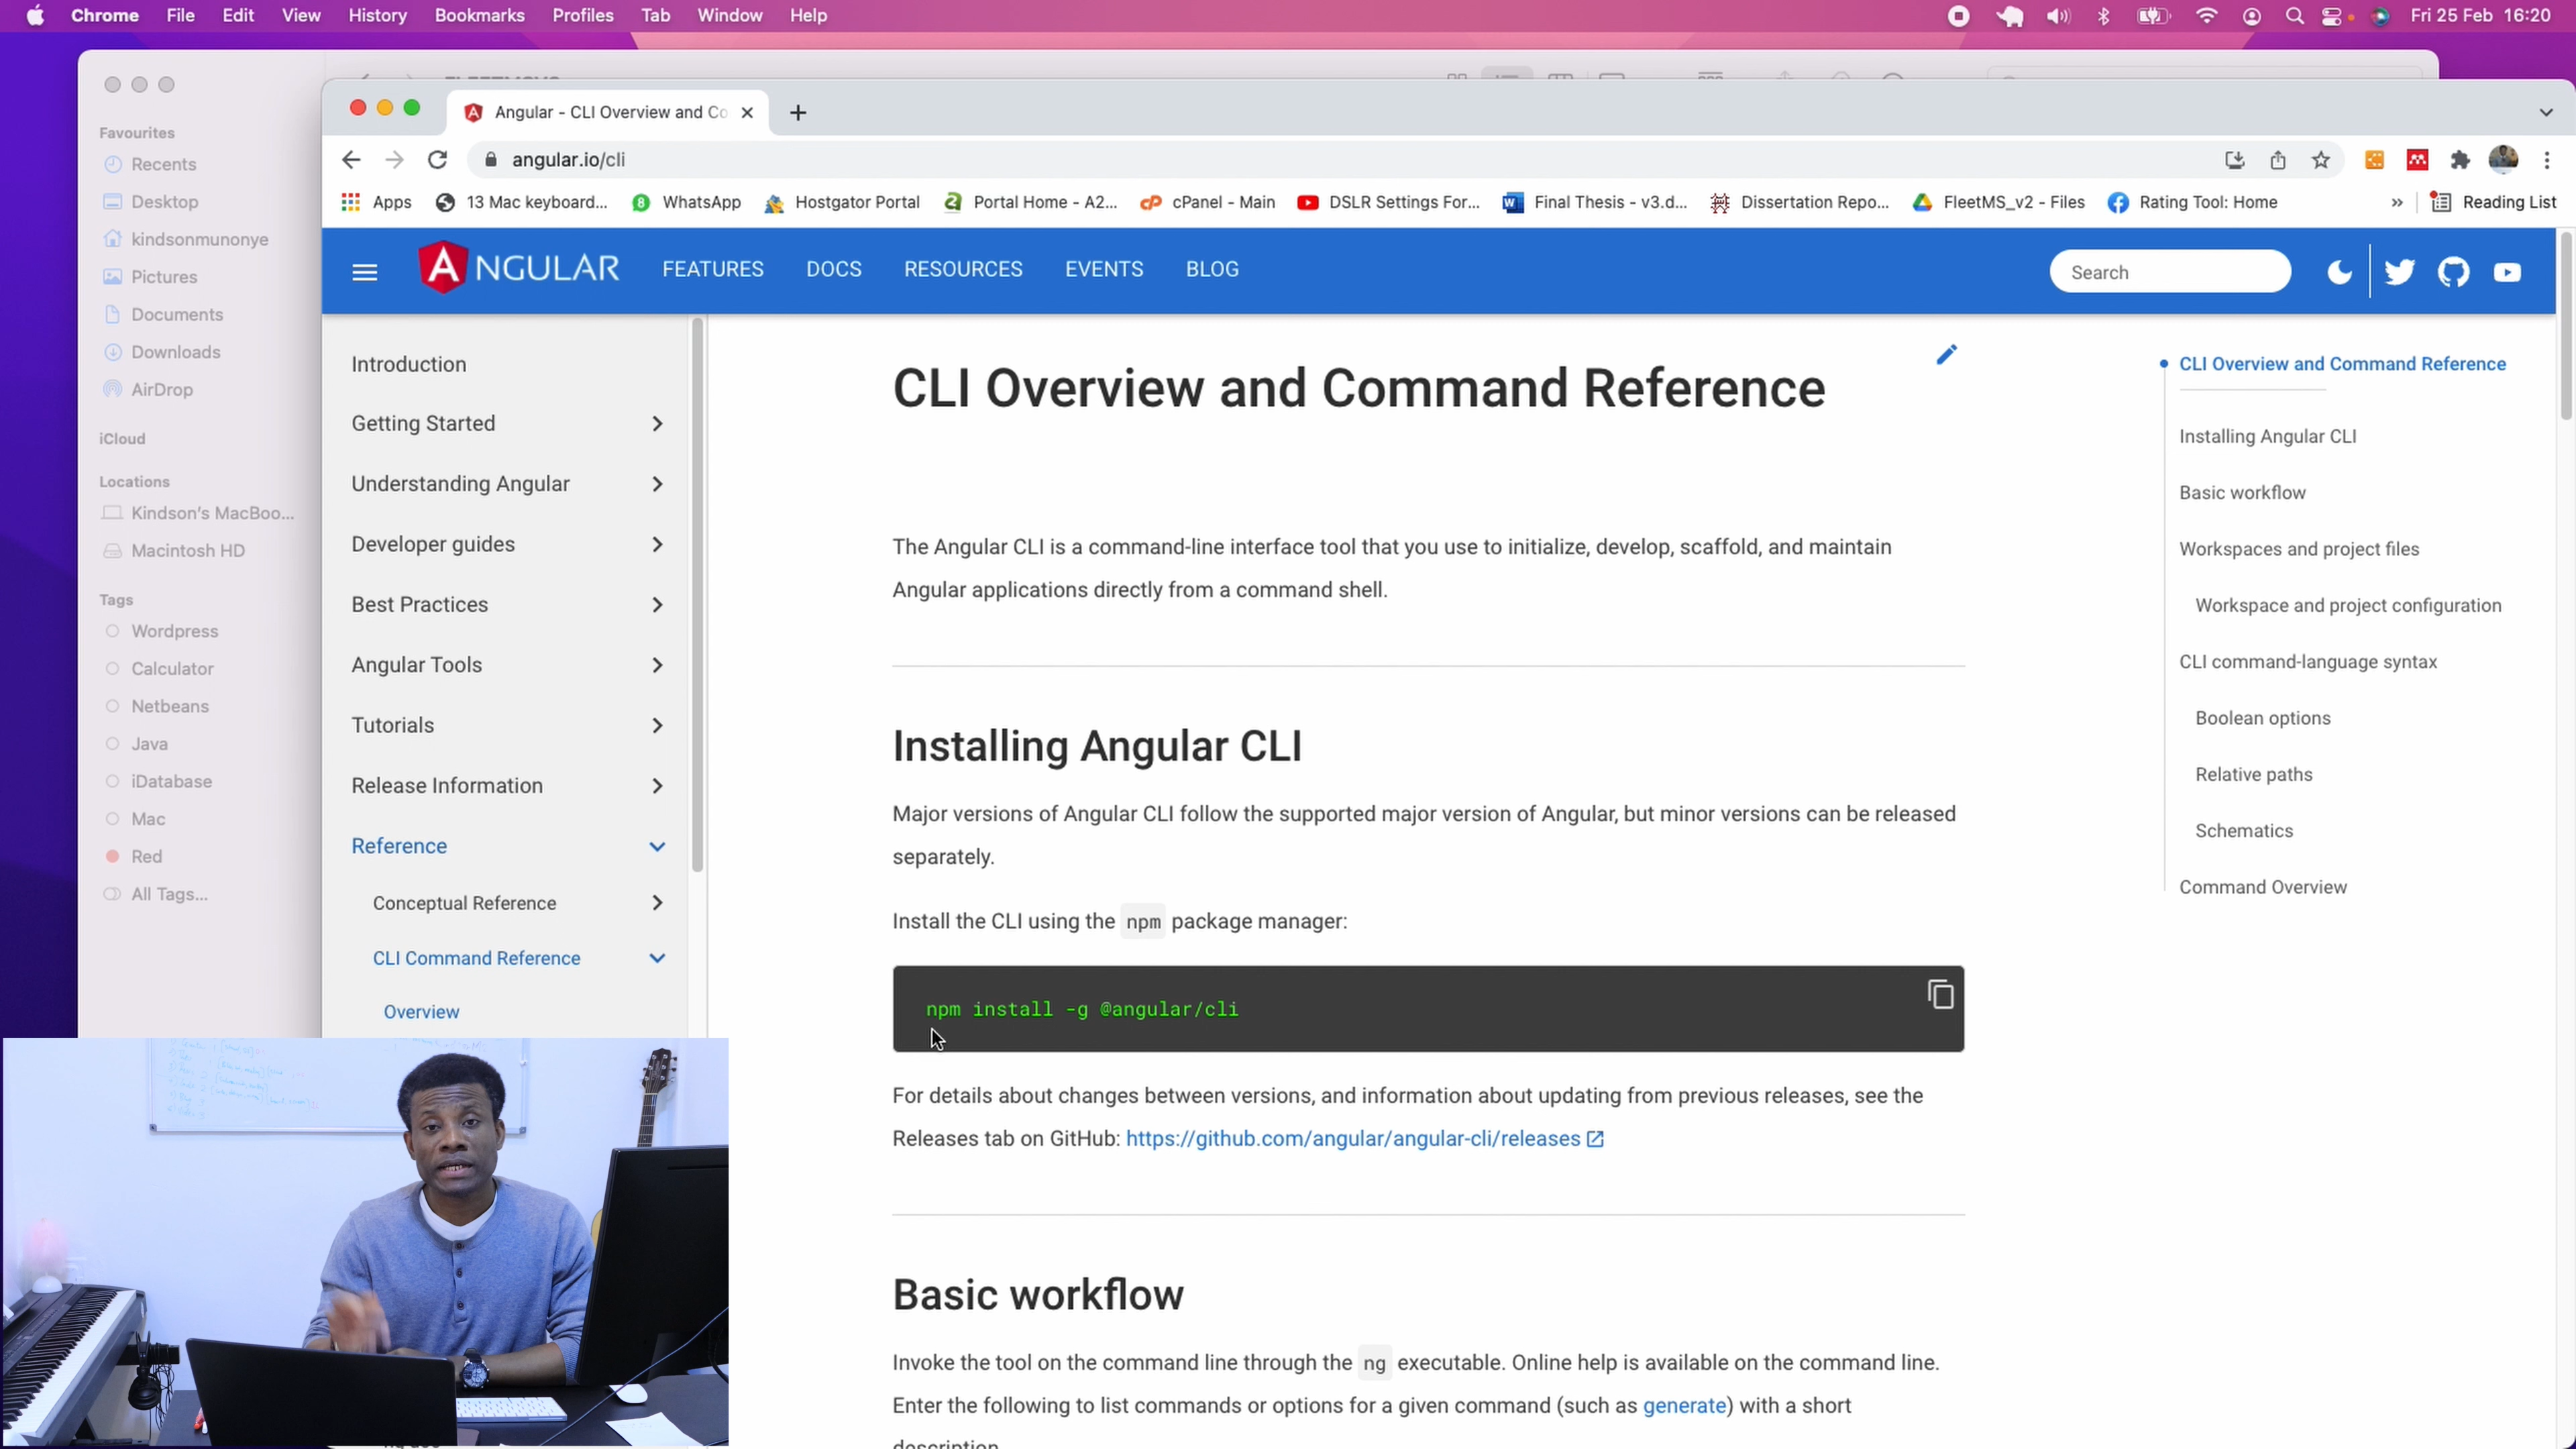 Chrome File Edit View History Bookmarks Profiles Tab Window Help
Fri 25 Feb 16:20
Favourites
Recents
Desktop
kindsonmunonye
Pictures
Documents
Downloads
AirDrop
iCloud
Locations
Kindson's MacBoo...
Macintosh HD
Tags
Wordpress
Calculator
Netbeans
Java
iDatabase
Mac
Red
All Tags...
Angular - CLI Overview and Co
angular.io/cli
Apps 13 Mac keyboard... WhatsApp Hostgator Portal Portal Home - A2... cPanel - Main DSLR Settings For... Final Thesis - v3.d... Dissertation Repo... FleetMS_v2 - Files Rating Tool: Home » Reading List
ANGULAR FEATURES DOCS RESOURCES EVENTS BLOG
Search
Introduction
Getting Started
Understanding Angular
Developer guides
Best Practices
Angular Tools
Tutorials
Release Information
Reference
Conceptual Reference
CLI Command Reference
Overview
CLI Overview and Command Reference
The Angular CLI is a command-line interface tool that you use to initialize, develop, scaffold, and maintain
Angular applications directly from a command shell.
Installing Angular CLI
Major versions of Angular CLI follow the supported major version of Angular, but minor versions can be released
separately.
Install the CLI using the npm package manager:
npm install -g @angular/cli
For details about changes between versions, and information about updating from previous releases, see the
Releases tab on GitHub: https://github.com/angular/angular-cli/releases
Basic workflow
Invoke the tool on the command line through the ng executable. Online help is available on the command line.
Enter the following to list commands or options for a given command (such as generate) with a short
description
CLI Overview and Command Reference
Installing Angular CLI
Basic workflow
Workspaces and project files
Workspace and project configuration
CLI command-language syntax
Boolean options
Relative paths
Schematics
Command Overview